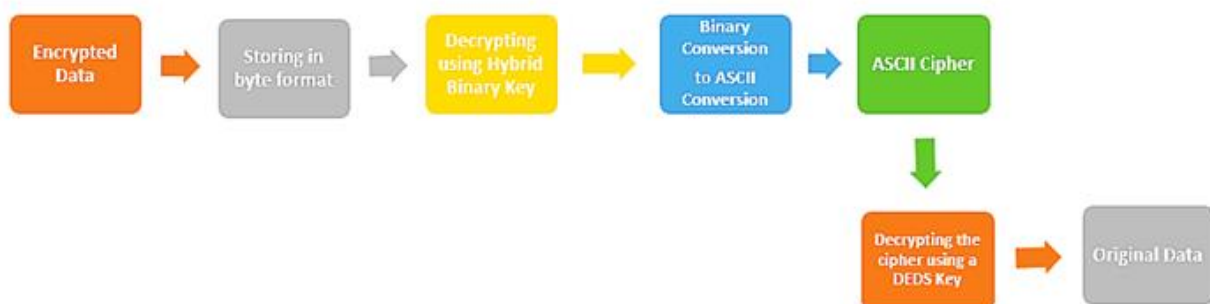 Encrypted
Data
Storing in
byte format
Decrypting
using Hybrid
Binary Key
Binary
Conversion
to ASCII
Conversion
ASCII Cipher
Decrypting the
cipher using a
DEDS Key
Original Data